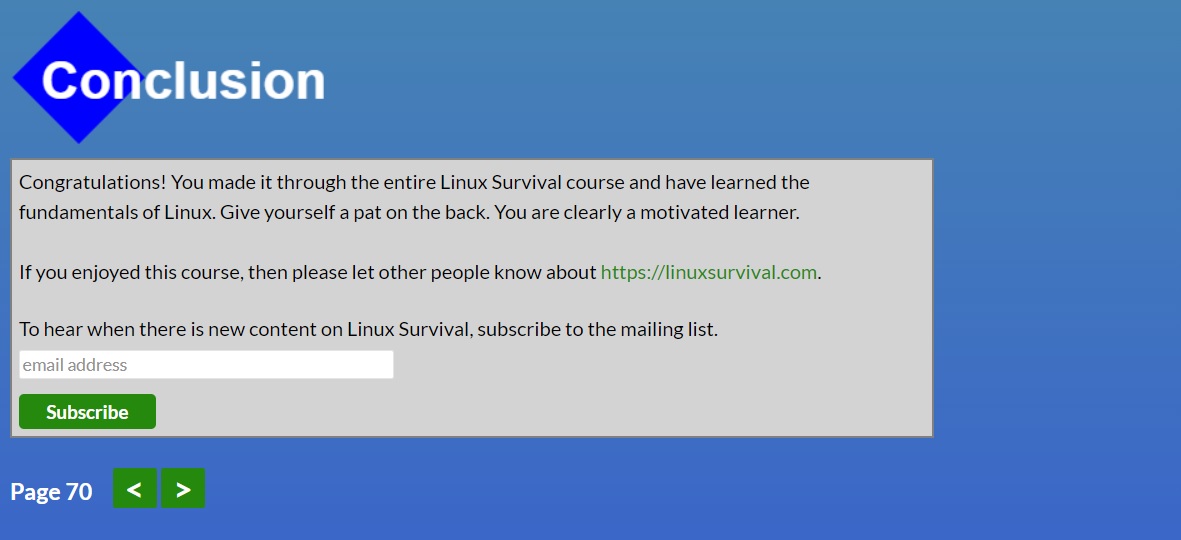 Conclusion
Congratulations! You made it through the entire Linux Survival course and have learned the
fundamentals of Linux. Give yourself a pat on the back. You are clearly a motivated learner.
If you enjoyed this course, then please let other people know about https://linuxsurvival.com.
To hear when there is new content on Linux Survival, subscribe to the mailing list.
email address
Subscribe
Page 70 < >